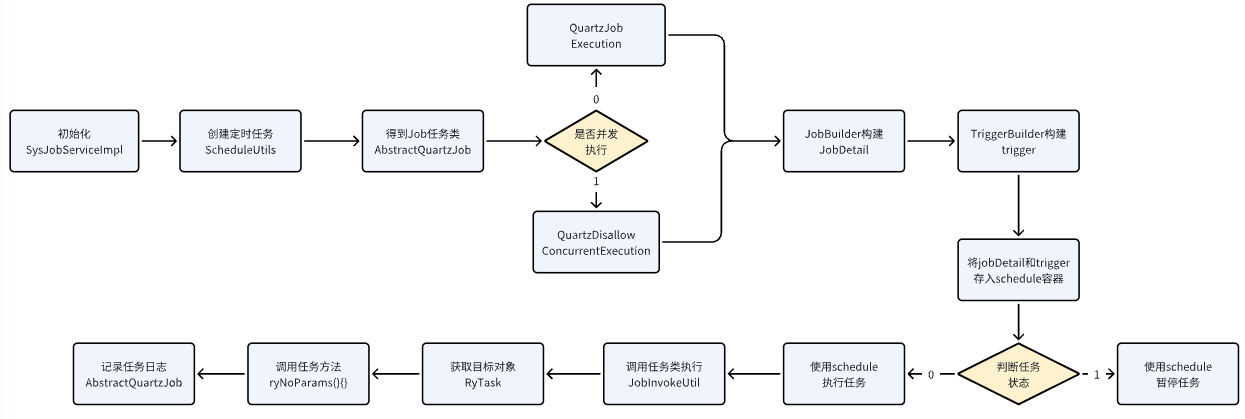 QuartzJob
Execution
0
初始化
SysJobServiceImpl
创建定时任务
ScheduleUtils
得到Job任务类
AbstractQuartzJob
是否并发
执行
JobBuilder构建
JobDetail
TriggerBuilder构建
trigger
1
QuartzDisallow
ConcurrentExecution
将jobDetail和trigger
存入schedule容器
记录任务日志
AbstractQuartzJob
调用任务方法
ryNoParams(){}
获取目标对象
RyTask
调用任务类执行
JobInvokeUtil
使用schedule
执行任务
0
判断任务
状态
1
使用schedule
暂停任务